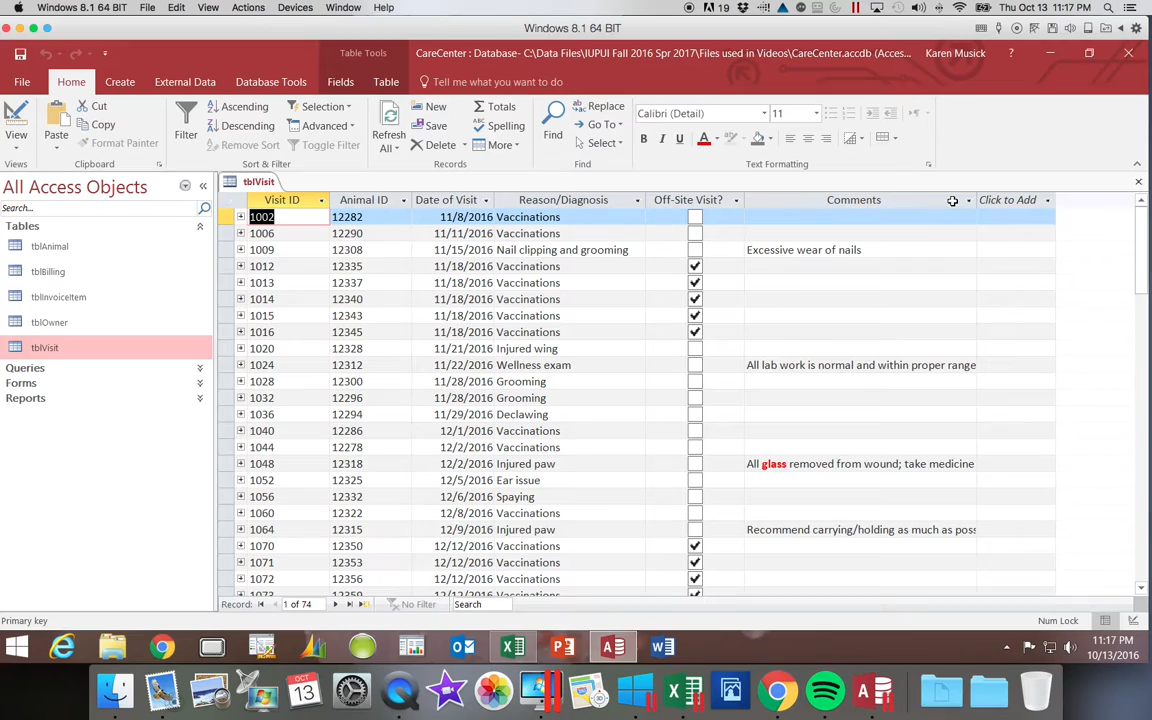 Windows 8.1 64 BIT File Edit View Actions Devices Window Help 19 Thu Oct 13 11:17 PM
Windows 8.1 64 BIT
Table Tools CareCenter : Database- C:\Data Files\IUPUI Fall 2016 Spr 2017\Files used in Videos\CareCenter.accdb (Acces... Karen Musick ?
File Home Create External Data Database Tools Fields Table Tell me what you want to do
Cut Ascending Selection New Totals Replace Calibri (Detail) 11
Copy Descending Advanced Save Spelling Go To
View Paste Format Painter Filter Remove Sort Toggle Filter Refresh All Delete More Find Select B I U A
Views Clipboard Sort & Filter Records Find Text Formatting
All Access Objects
Search...
Tables
tblAnimal
tblBilling
tblInvoiceItem
tblOwner
tblVisit
Queries
Forms
Reports
tblVisit
Visit ID Animal ID Date of Visit Reason/Diagnosis Off-Site Visit? Comments Click to Add
1002 12282 11/8/2016 Vaccinations
1006 12290 11/11/2016 Vaccinations
1009 12308 11/15/2016 Nail clipping and grooming Excessive wear of nails
1012 12335 11/18/2016 Vaccinations
1013 12337 11/18/2016 Vaccinations
1014 12340 11/18/2016 Vaccinations
1015 12343 11/18/2016 Vaccinations
1016 12345 11/18/2016 Vaccinations
1020 12328 11/21/2016 Injured wing
1024 12312 11/22/2016 Wellness exam All lab work is normal and within proper range
1028 12300 11/28/2016 Grooming
1032 12296 11/28/2016 Grooming
1036 12294 11/29/2016 Declawing
1040 12286 12/1/2016 Vaccinations
1044 12278 12/2/2016 Vaccinations
1048 12318 12/2/2016 Injured paw All glass removed from wound; take medicine
1052 12325 12/5/2016 Ear issue
1056 12332 12/6/2016 Spaying
1060 12322 12/8/2016 Vaccinations
1064 12315 12/9/2016 Injured paw Recommend carrying/holding as much as poss
1070 12350 12/12/2016 Vaccinations
1071 12353 12/12/2016 Vaccinations
1072 12356 12/12/2016 Vaccinations
1073 12359 12/12/2016 Vaccinations
Record: 1 of 74 No Filter Search
Primary key Num Lock
11:17 PM
10/13/2016
OCT
13